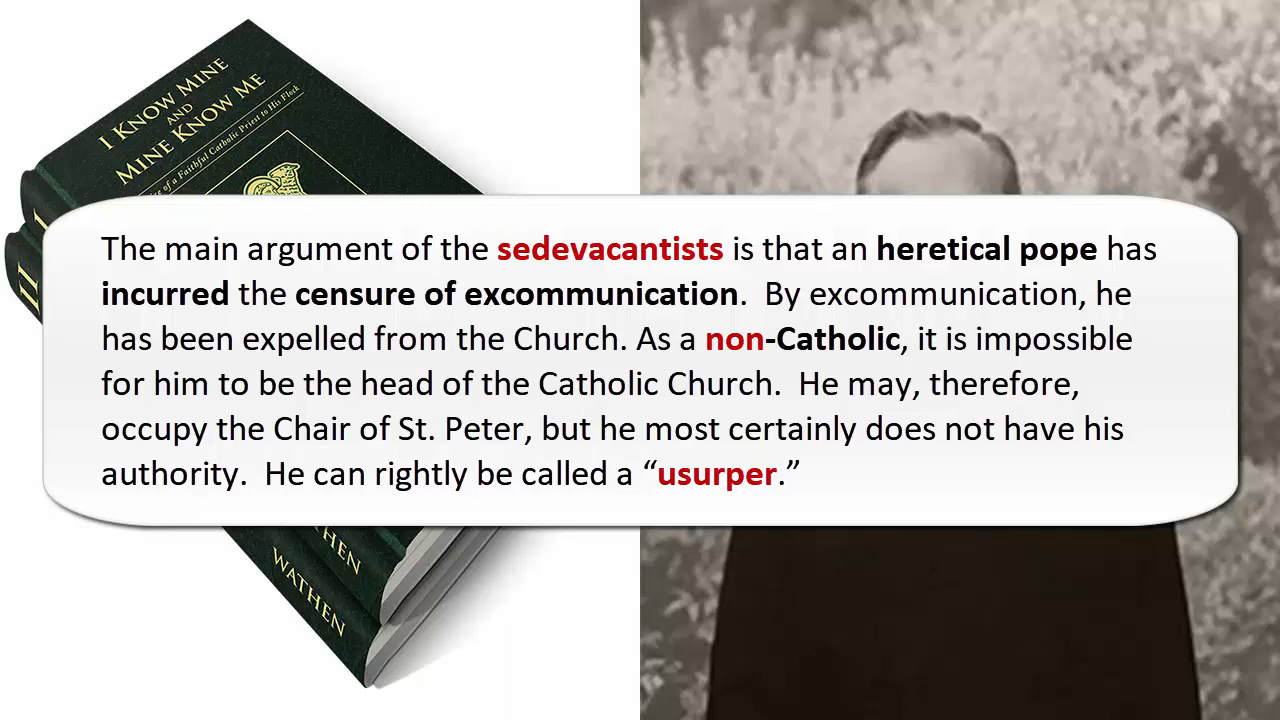 I KNOW MINE
AND
MINE KNOW ME
of a Faithful Catholic Priest to His Flock
I
II
The main argument of the sedevacantists is that an heretical pope has
incurred the censure of excommunication.  By excommunication, he
has been expelled from the Church. As a non-Catholic, it is impossible
for him to be the head of the Catholic Church.  He may, therefore,
occupy the Chair of St. Peter, but he most certainly does not have his
authority.  He can rightly be called a “usurper.”
WATHEN